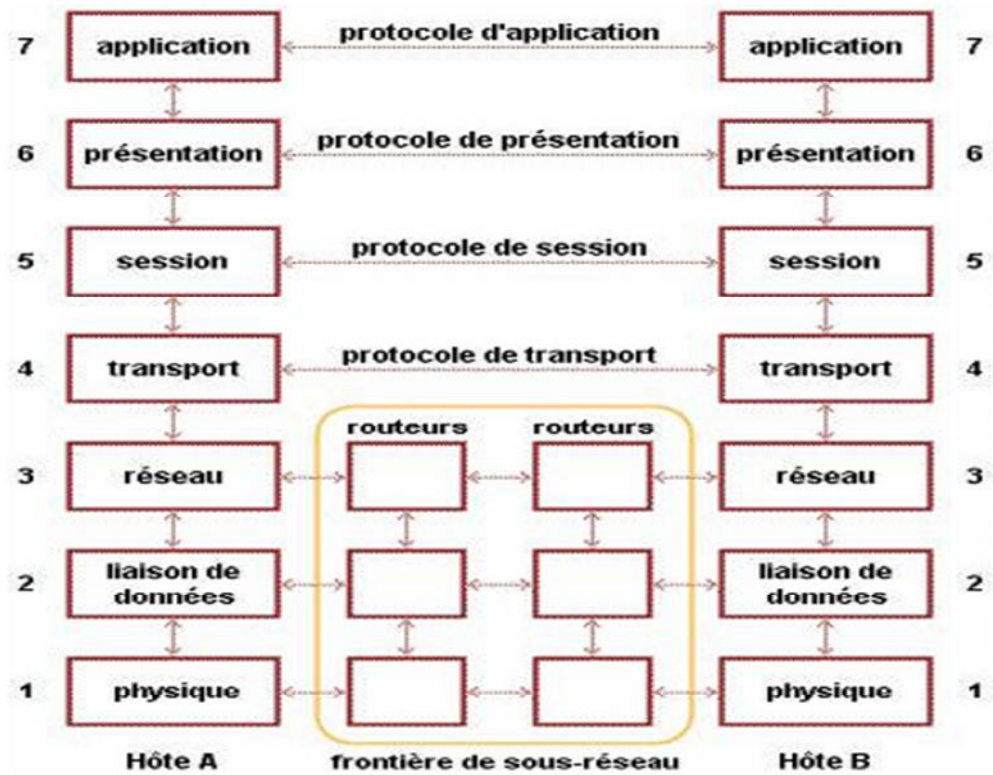 7 application protocole d'application application 7
6 présentation protocole de présentation présentation 6
5 session protocole de session session 5
4 transport protocole de transport transport 4
routeurs routeurs
3 réseau réseau 3
2 liaison de données liaison de données 2
1 physique physique 1
Hôte A frontière de sous-réseau Hôte B